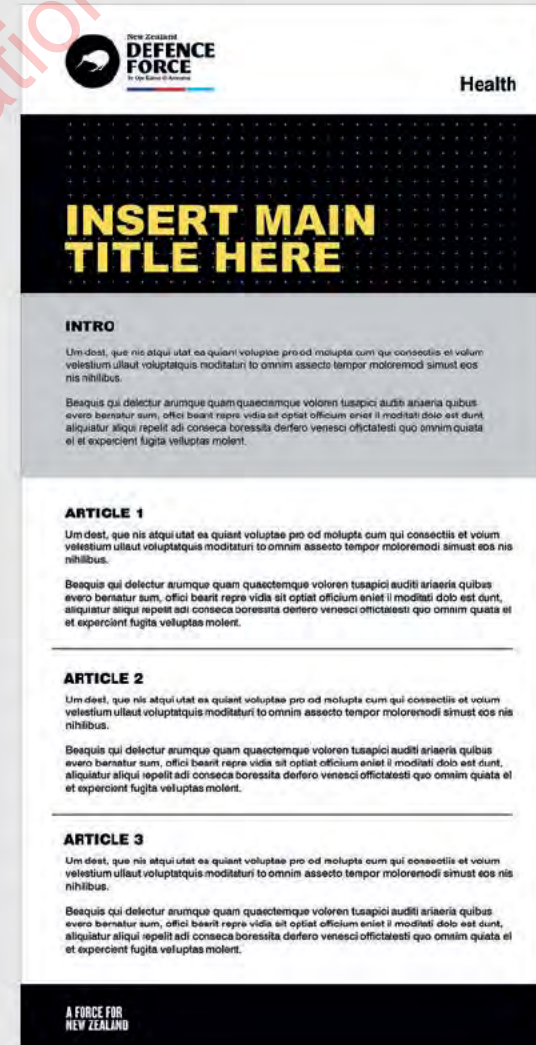 New Zealand
DEFENCE
FORCE
Te Ope Kātua O Aotearoa
Health
INSERT MAIN
TITLE HERE
INTRO
Um dest, que nis atqui utat ea quiant voluptae pro od molupta cum qui consectiis et volum
velestium ullaut voluptatquis moditaturi to omnim assecto tempor moloremodi simust eos
nis nihilibus.
Beaquis qui delectur arumque quam quaectemque voloren tusapici auditi ariaeria quibus
evero bernatur sum, offici bearit repre vidia sit optiat officium eniet il moditati dolo est dunt,
aliquiatur aliqui repelit adi conseca boressita derfero venesci offictatesti quo omnim quiata
el et expercient fugita velluptas molent.
ARTICLE 1
Um dest, que nis atqui utat ea quiant voluptae pro od molupta cum qui consectiis et volum
velestium ullaut voluptatquis moditaturi to omnim assecto tempor moloremodi simust eos nis
nihilibus.
Beaquis qui delectur arumque quam quaectemque voloren tusapici auditi ariaeria quibus
evero bernatur sum, offici bearit repre vidia sit optiat officium eniet il moditati dolo est dunt,
aliquiatur aliqui repelit adi conseca boressita derfero venesci offictatesti quo omnim quiata el
et expercient fugita velluptas molent.
ARTICLE 2
Um dest, que nis atqui utat ea quiant voluptae pro od molupta cum qui consectiis et volum
velestium ullaut voluptatquis moditaturi to omnim assecto tempor moloremodi simust eos nis
nihilibus.
Beaquis qui delectur arumque quam quaectemque voloren tusapici auditi ariaeria quibus
evero bernatur sum, offici bearit repre vidia sit optiat officium eniet il moditati dolo est dunt,
aliquiatur aliqui repelit adi conseca boressita derfero venesci offictatesti quo omnim quiata el
et expercient fugita velluptas molent.
ARTICLE 3
Um dest, que nis atqui utat ea quiant voluptae pro od molupta cum qui consectiis et volum
velestium ullaut voluptatquis moditaturi to omnim assecto tempor moloremodi simust eos nis
nihilibus.
Beaquis qui delectur arumque quam quaectemque voloren tusapici auditi ariaeria quibus
evero bernatur sum, offici bearit repre vidia sit optiat officium eniet il moditati dolo est dunt,
aliquiatur aliqui repelit adi conseca boressita derfero venesci offictatesti quo omnim quiata el
et expercient fugita velluptas molent.
A FORCE FOR
NEW ZEALAND